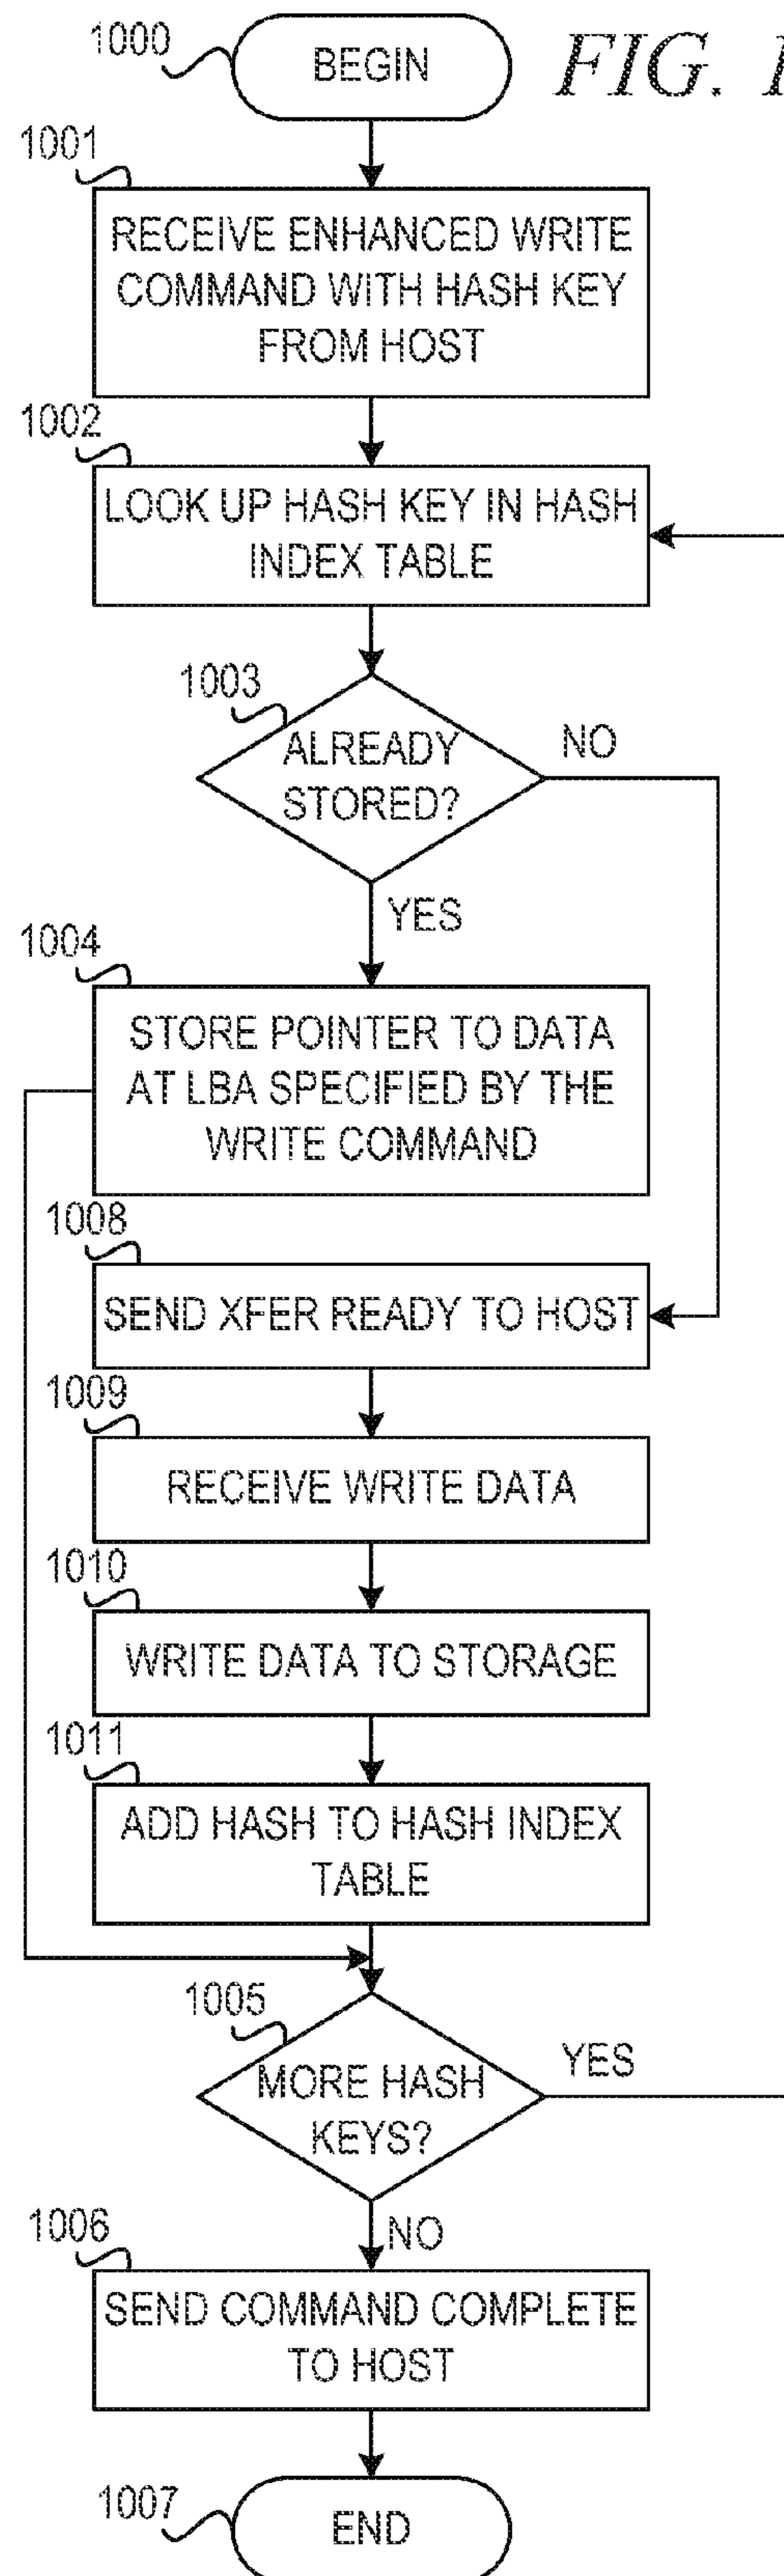 1000
BEGIN
FIG.
1001
RECEIVE ENHANCED WRITE
COMMAND WITH HASH KEY
FROM HOST
1002
LOOK UP HASH KEY IN HASH
INDEX TABLE
1003
ALREADY
STORED?
NO
YES
1004
STORE POINTER TO DATA
AT LBA SPECIFIED BY THE
WRITE COMMAND
1008
SEND XFER READY TO HOST
1009
RECEIVE WRITE DATA
1010
WRITE DATA TO STORAGE
1011
ADD HASH TO HASH INDEX
TABLE
1005
MORE HASH
KEYS?
YES
NO
1006
SEND COMMAND COMPLETE
TO HOST
1007
END